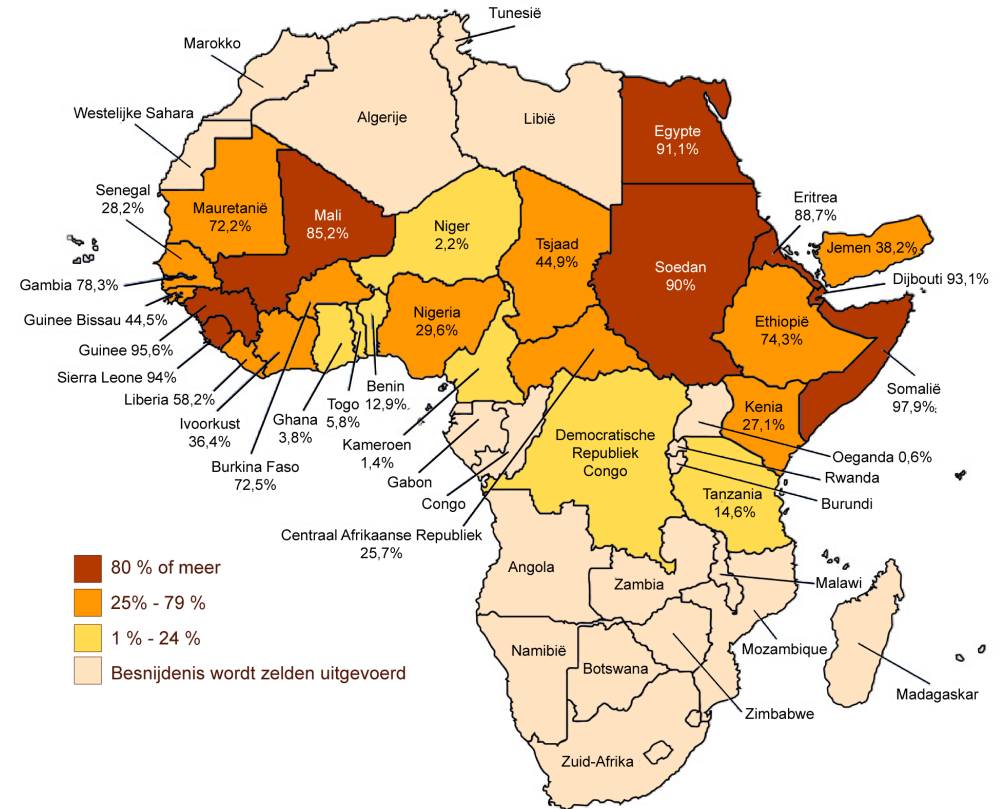 Tunesië
Marokko
Westelijke Sahara
Algerije
Libië
Egypte
91,1%
Senegal
28,2%
Mauretanië
72,2%
Mali
85,2%
Niger
2,2%
Tsjaad
44,9%
Soedan
90%
Eritrea
88,7%
Jemen 38,2%
Dijbouti 93,1%
Gambia 78,3%
Guinee Bissau 44,5%
Guinee 95,6%
Sierra Leone 94%
Liberia 58,2%
Ivoorkust
36,4%
Burkina Faso
72,5%
Ghana
3,8%
Togo
5,8%
Benin
12,9%
Nigeria
29,6%
Kameroen
1,4%
Gabon
Congo
Centraal Afrikaanse Republiek
25,7%
Ethiopië
74,3%
Somalië
97,9%
Kenia
27,1%
Oeganda 0,6%
Rwanda
Burundi
Democratische
Republiek
Congo
Tanzania
14,6%
Angola
Zambia
Malawi
Mozambique
Namibië
Botswana
Zimbabwe
Madagaskar
Zuid-Afrika
80 % of meer
25% - 79 %
1 % - 24 %
Besnijdenis wordt zelden uitgevoerd